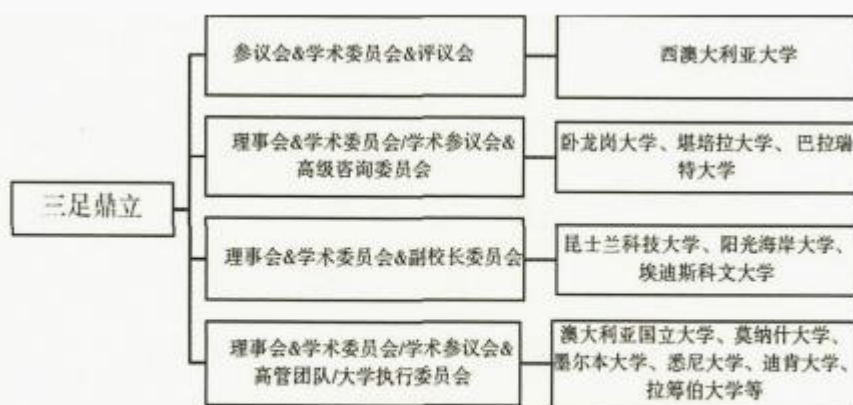 参议会&学术委员会&评议会
西澳大利亚大学
理事会&学术委员会/学术参议会&
高级咨询委员会
卧龙岗大学、堪培拉大学、巴拉瑞
特大学
三足鼎立
理事会&学术委员会&副校长委员会
昆士兰科技大学、阳光海岸大学、
埃迪斯科文大学
理事会&学术委员会/学术参议会&
高管团队/大学执行委员会
澳大利亚国立大学、莫纳什大学、
墨尔本大学、悉尼大学、迪肯大学、
拉筹伯大学等